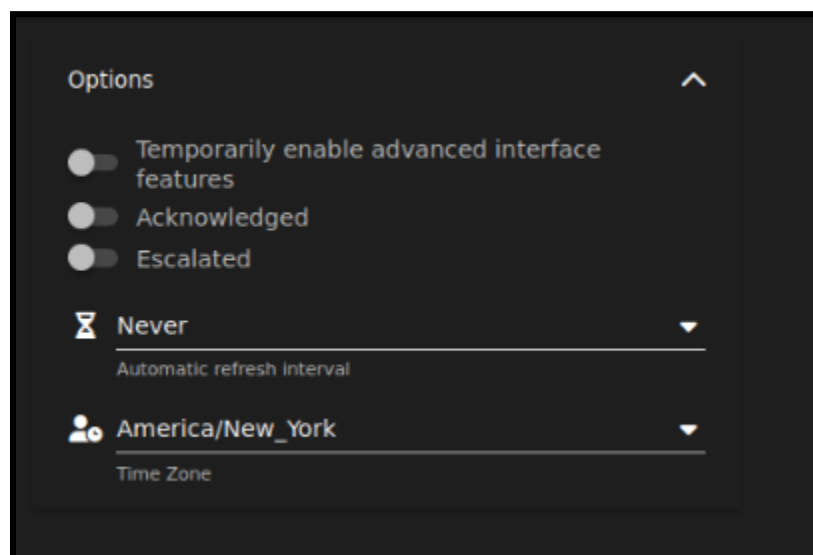 Options
Temporarily enable advanced interface
features
Acknowledged
Escalated
Never
Automatic refresh interval
America/New_York
Time Zone